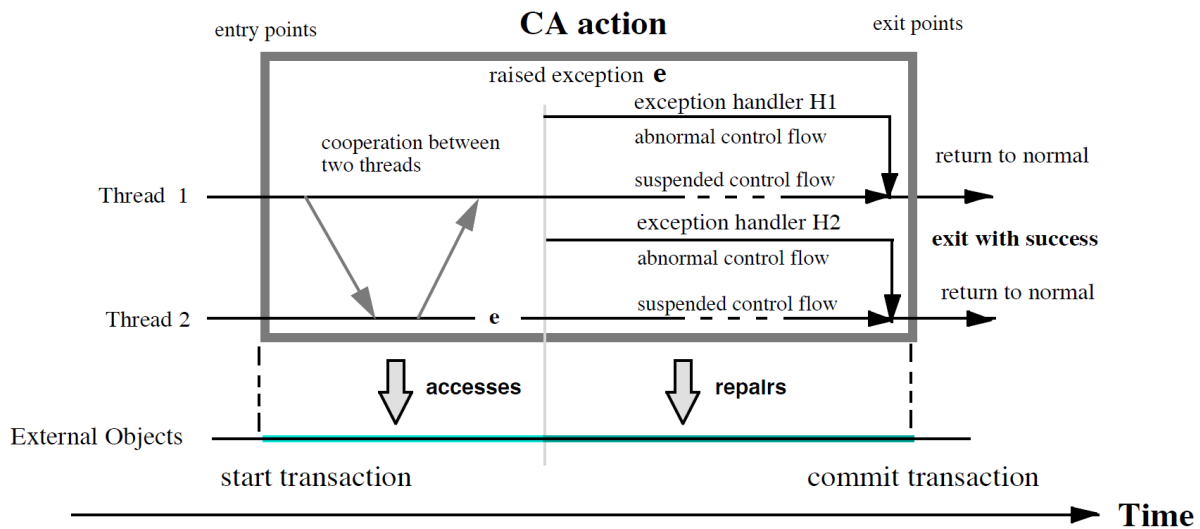 CA action
entry points
exit points
raised exception e
exception handler H1
cooperation between
two threads
abnormal control flow
return to normal
Thread 1
suspended control flow
exception handler H2
exit with success
abnormal control flow
return to normal
Thread 2
e
suspended control flow
accesses
repairs
External Objects
start transaction
commit transaction
Time